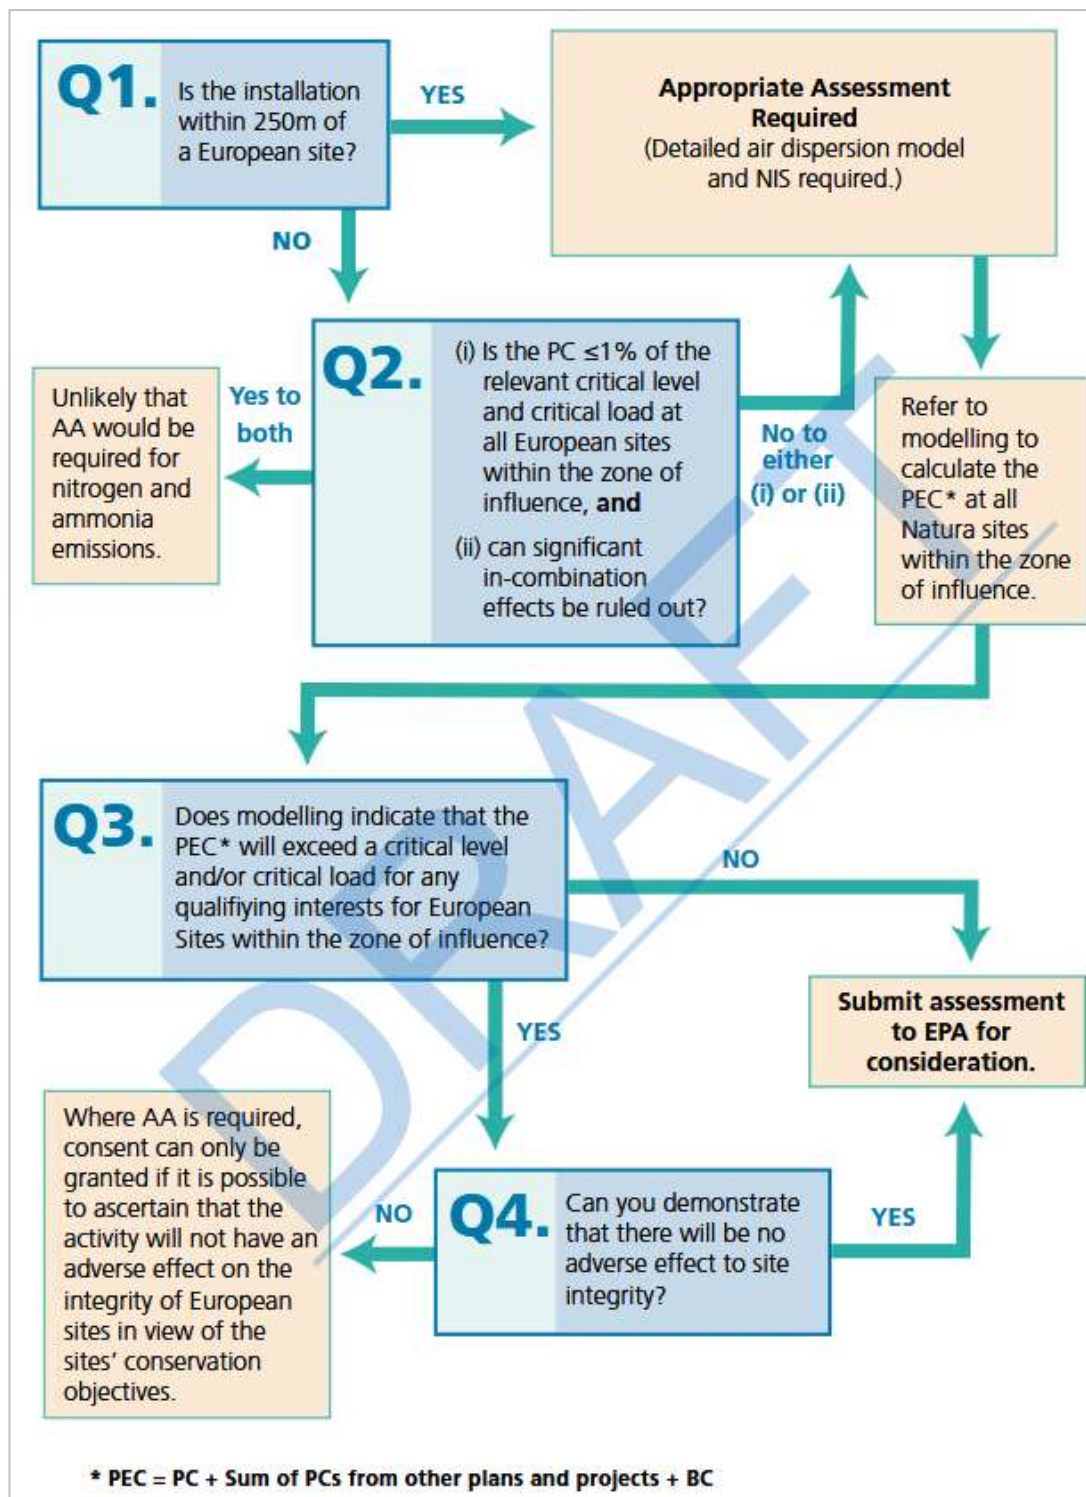 Q1.
Is the installation
within 250m of
a European site?
YES
Appropriate Assessment
Required
(Detailed air dispersion model
and NIS required.)
NO
Q2.
(i) Is the PC ≤1% of the
relevant critical level
and critical load at
all European sites
within the zone of
influence, and
(ii) can significant
in-combination
effects be ruled out?
Yes to
both
Unlikely that
AA would be
required for
nitrogen and
ammonia
emissions.
No to
either
(i) or (ii)
Refer to
modelling to
calculate the
PEC* at all
Natura sites
within the zone
of influence.
Q3.
Does modelling indicate that the
PEC* will exceed a critical level
and/or critical load for any
qualifiying interests for European
Sites within the zone of influence?
NO
YES
Submit assessment
to EPA for
consideration.
Q4.
Can you demonstrate
that there will be no
adverse effect to site
integrity?
YES
NO
Where AA is required,
consent can only be
granted if it is possible
to ascertain that the
activity will not have an
adverse effect on the
integrity of European
sites in view of the
sites' conservation
objectives.
* PEC = PC + Sum of PCs from other plans and projects + BC
DRAFT